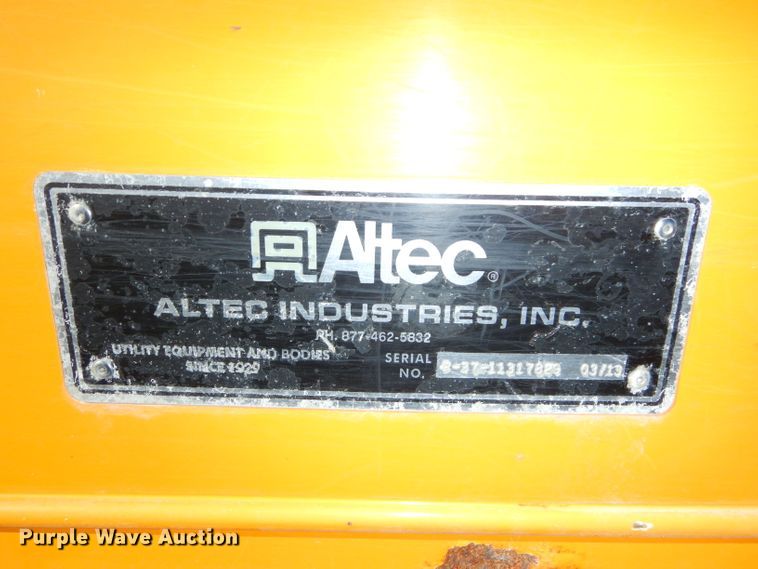 Altec®
ALTEC INDUSTRIES, INC.
PH. 877-462-5832
UTILITY EQUIPMENT AND BODIES
SINCE 1929
SERIAL
NO. 03/13
Purple Wave Auction